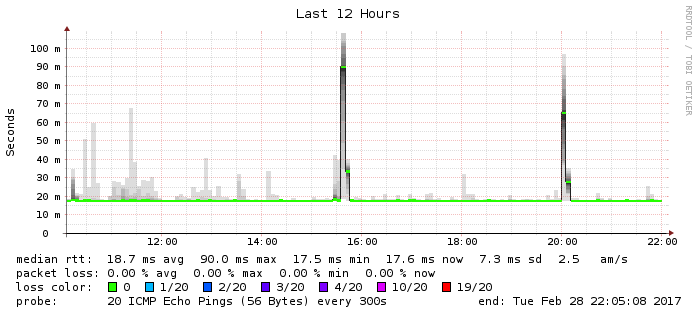 Last 12 Hours
RRDTOOL / TOBI OETIKER
Seconds
100 m
90 m
80 m
70 m
60 m
50 m
40 m
30 m
20 m
10 m
0
12:00 14:00 16:00 18:00 20:00 22:00
median rtt: 18.7 ms avg 90.0 ms max 17.5 ms min 17.6 ms now 7.3 ms sd 2.5 am/s
packet loss: 0.00 % avg 0.00 % max 0.00 % min 0.00 % now
loss color: 0 1/20 2/20 3/20 4/20 10/20 19/20
probe: 20 ICMP Echo Pings (56 Bytes) every 300s end: Tue Feb 28 22:05:08 2017